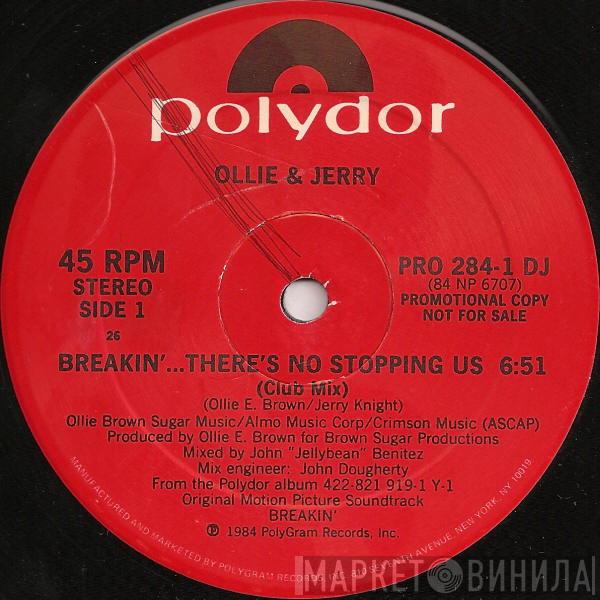 polydor
OLLIE & JERRY
45 RPM
STEREO
SIDE 1
26
PRO 284-1 DJ
(84 NP 6707)
PROMOTIONAL COPY
NOT FOR SALE
BREAKIN'...THERE'S NO STOPPING US 6:51
(Club Mix)
(Ollie E. Brown/Jerry Knight)
Ollie Brown Sugar Music/Almo Music Corp/Crimson Music (ASCAP)
Produced by Ollie E. Brown for Brown Sugar Productions
Mixed by John "Jellybean" Benitez
Mix engineer: John Dougherty
From the Polydor album 422-821 919-1 Y-1
Original Motion Picture Soundtrack
BREAKIN'
℗ 1984 PolyGram Records, Inc.
MANUFACTURED AND MARKETED BY POLYGRAM RECORDS, INC. 810 SEVENTH AVENUE, NEW YORK, NY 10019
МАРКЕТ ВИНИЛА